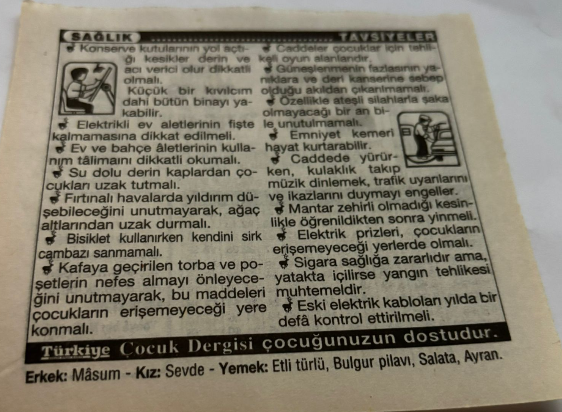 SAĞLIK
TAVSİYELER
Konserve kutularının yol açtı-
ğı kesikler derin ve
acı verici olur dikkatli
olmalı.
Küçük bir kıvılcım
dahi bütün binayı ya-
kabilir.
Elektrikli ev aletlerinin fişte
kalmamasına dikkat edilmeli.
Ev ve bahçe âletlerinin kulla-
nım tâlimaını dikkatli okumalı.
Su dolu derin kaplardan ço-
cukları uzak tutmalı.
Fırtınalı havalarda yıldırım dü-
şebileceğini unutmayarak, ağaç
altlarından uzak durmalı.
Bisiklet kullanırken kendini sirk
cambazı sanmamalı.
Kafaya geçirilen torba ve po-
şetlerin nefes almayı önleyece-
ğini unutmayarak, bu maddeleri
çocukların erişemeyeceği yere
konmalı.
Caddeler çocuklar için tehli-
keli oyun alanlarıdır.
Güneşlenmenin fazlasının ya-
nıklara ve deri kanserine sebep
olduğu akıldan çıkarılmamalı.
Özellikle ateşli silahlarla şaka
olmayacağı bir an bi-
le unutulmamalı.
Emniyet kemeri
hayat kurtarabilir.
Caddede yürür-
ken, kulaklık takıp
müzik dinlemek, trafik uyarılarını
ve ikazlarını duymayı engeller.
Mantar zehirli olmadığı kesin-
likle öğrenildikten sonra yinmeli.
Elektrik prizleri, çocukların
erişemeyeceği yerlerde olmalı.
Sigara sağlığa zararlıdır ama,
yatakta içilirse yangın tehlikesi
muhtemeldir.
Eski elektrik kabloları yılda bir
defâ kontrol ettirilmeli.
Türkiye Çocuk Dergisi çocuğunuzun dostudur.
Erkek: Mâsum - Kız: Sevde - Yemek: Etli türlü, Bulgur pilavı, Salata, Ayran.